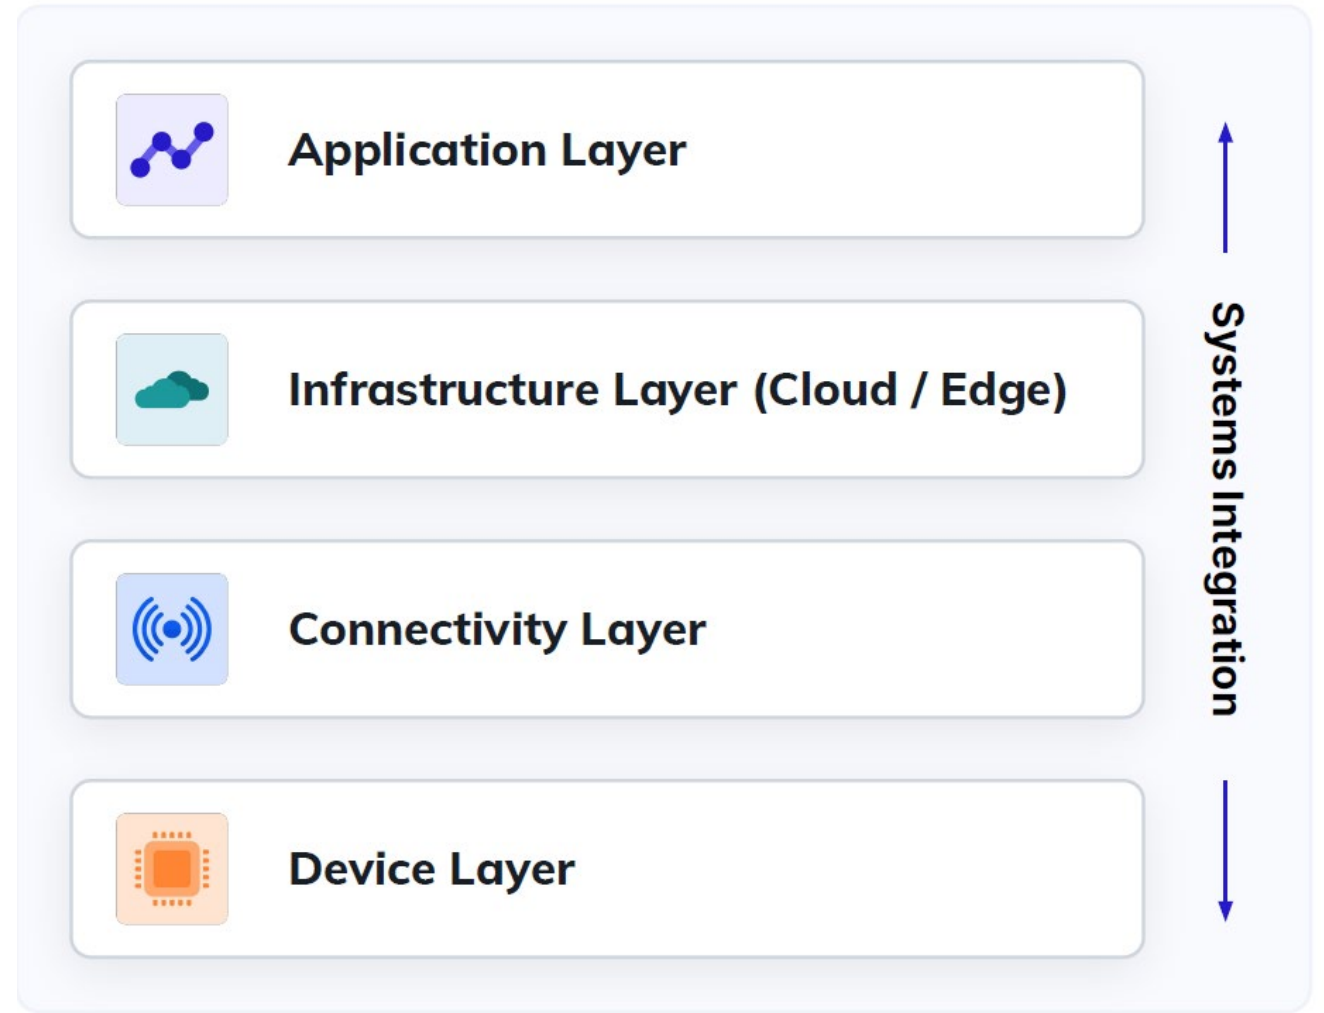 Application Layer
Infrastructure Layer (Cloud / Edge)
Connectivity Layer
Device Layer
Systems Integration